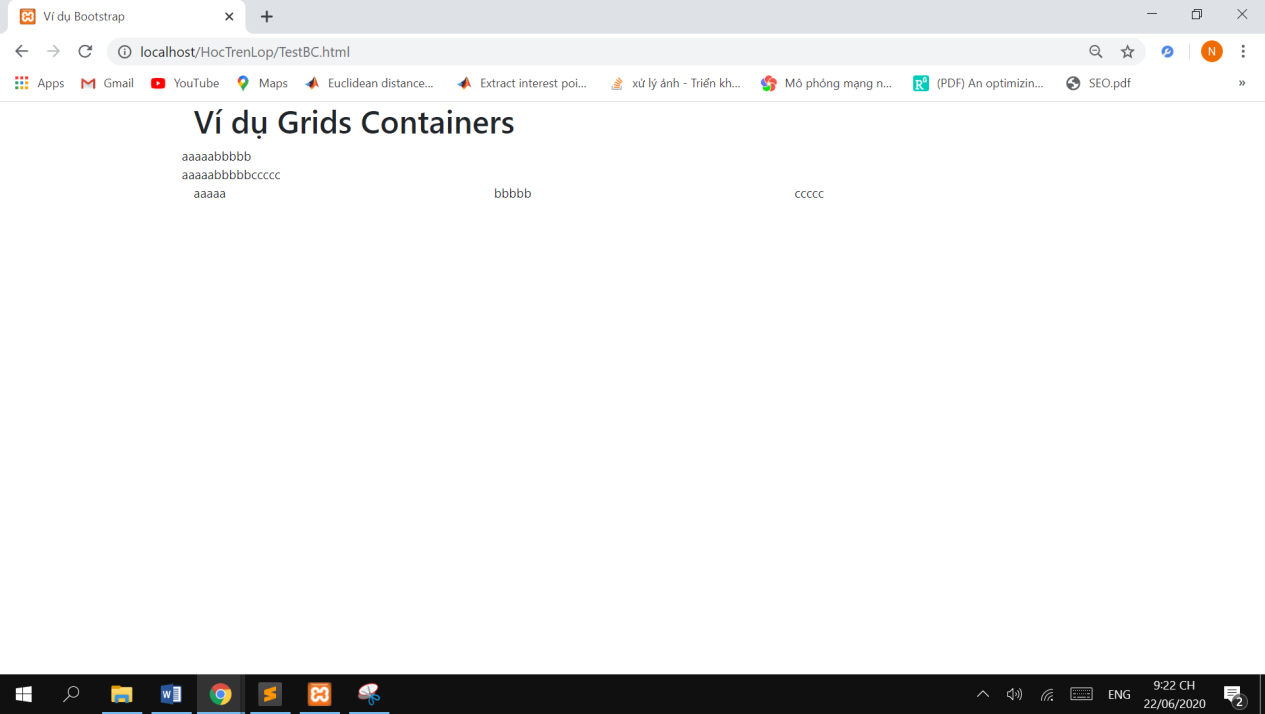 Ví dụ Bootstrap
localhost/HocTrenLop/TestBC.html
N
Apps Gmail YouTube Maps Euclidean distance... Extract interest poi... xử lý ảnh - Triển kh... Mô phỏng mạng n... (PDF) An optimizin... SEO.pdf »
Ví dụ Grids Containers
aaaaabbbbb
aaaaabbbbbccccc
aaaaa bbbbb ccccc
ENG
9:22 CH
22/06/2020
2